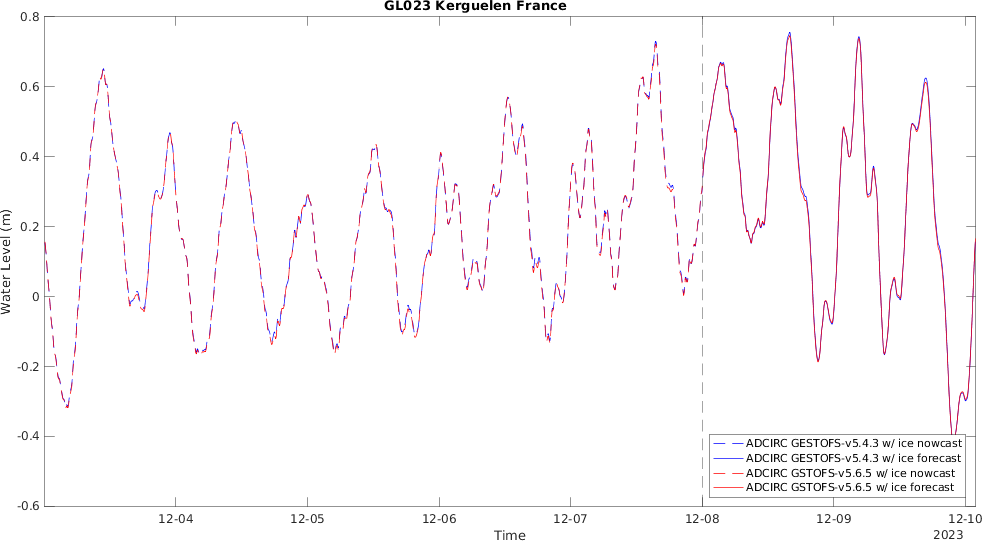 GL023 Kerguelen France
0.8
0.6
0.4
0.2
0
-0.2
-0.4
-0.6
Water Level (m)
ADCIRC GESTOFS-v5.4.3 w/ ice nowcast
ADCIRC GESTOFS-v5.4.3 w/ ice forecast
ADCIRC GSTOFS-v5.6.5 w/ ice nowcast
ADCIRC GSTOFS-v5.6.5 w/ ice forecast
12-04 12-05 12-06 12-07 12-08 12-09 12-10
2023
Time